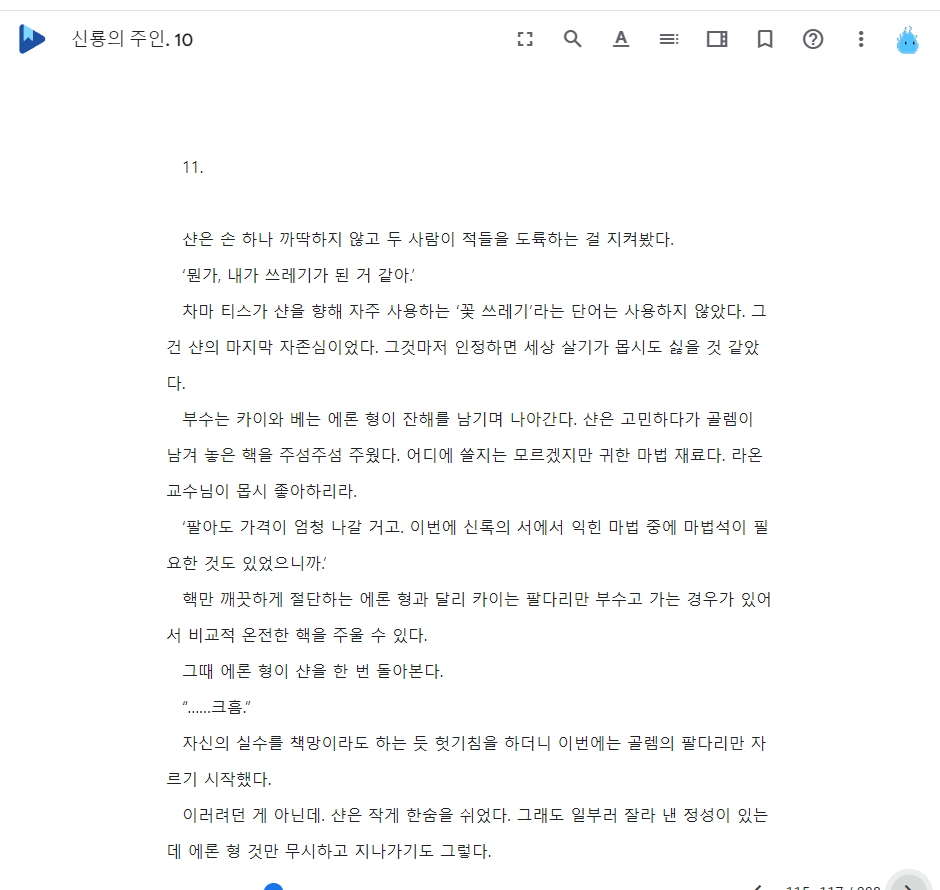 신룡의 주인. 10
11.
샨은 손 하나 까딱하지 않고 두 사람이 적들을 도륙하는 걸 지켜봤다.
‘뭔가, 내가 쓰레기가 된 거 같아.’
차마 티스가 샨을 향해 자주 사용하는 ‘꽃 쓰레기’라는 단어는 사용하지 않았다. 그
건 샨의 마지막 자존심이었다. 그것마저 인정하면 세상 살기가 몹시도 싫을 것 같았
다.
부수는 카이와 베는 에론 형이 잔해를 남기며 나아간다. 샨은 고민하다가 골렘이
남겨 놓은 핵을 주섬주섬 주웠다. 어디에 쓸지는 모르겠지만 귀한 마법 재료다. 라온
교수님이 몹시 좋아하리라.
‘팔아도 가격이 엄청 나갈 거고. 이번에 신록의 서에서 익힌 마법 중에 마법석이 필
요한 것도 있었으니까.’
핵만 깨끗하게 절단하는 에론 형과 달리 카이는 팔다리만 부수고 가는 경우가 있어
서 비교적 온전한 핵을 주울 수 있다.
그때 에론 형이 샨을 한 번 돌아본다.
“……크흠.”
자신의 실수를 책망이라도 하는 듯 헛기침을 하더니 이번에는 골렘의 팔다리만 자
르기 시작했다.
이러려던 게 아닌데. 샨은 작게 한숨을 쉬었다. 그래도 일부러 잘라 낸 정성이 있는
데 에론 형 것만 무시하고 지나가기도 그렇다.